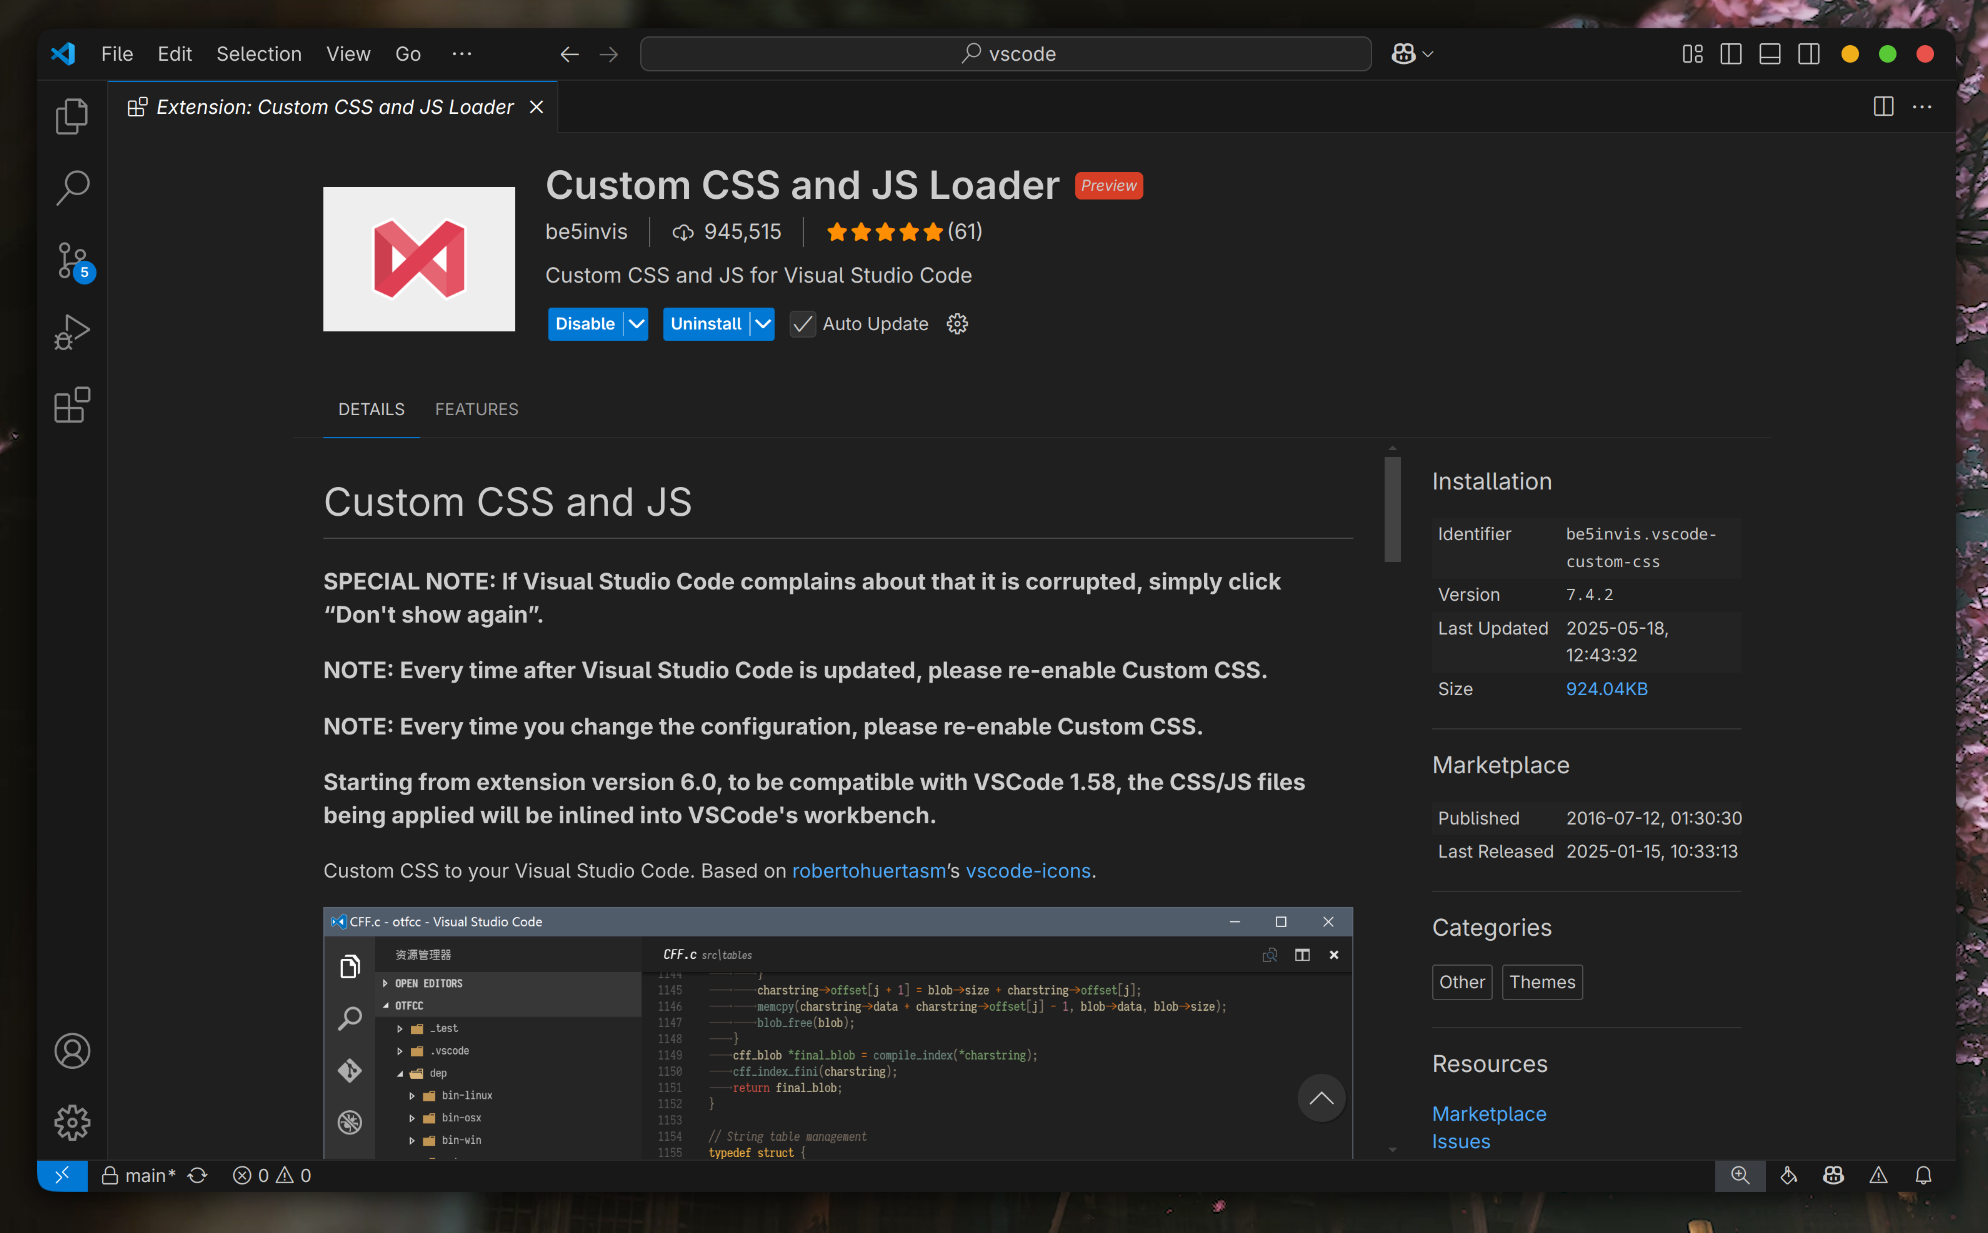 File Edit Selection View Go ··· vscode
Extension: Custom CSS and JS Loader
Custom CSS and JS Loader Preview
be5invis 945,515 (61)
Custom CSS and JS for Visual Studio Code
Disable Uninstall Auto Update
DETAILS FEATURES
5
Custom CSS and JS
SPECIAL NOTE: If Visual Studio Code complains about that it is corrupted, simply click
“Don't show again”.
NOTE: Every time after Visual Studio Code is updated, please re-enable Custom CSS.
NOTE: Every time you change the configuration, please re-enable Custom CSS.
Starting from extension version 6.0, to be compatible with VSCode 1.58, the CSS/JS files
being applied will be inlined into VSCode's workbench.
Custom CSS to your Visual Studio Code. Based on robertohuertasm’s vscode-icons.
CFF.c - otfcc - Visual Studio Code
资源管理器
OPEN EDITORS
OTFCC
_test
.vscode
dep
bin-linux
bin-osx
bin-win
CFF.c src\tables
1144 }
1145 charstring→offset[j + 1] = blob→size + charstring→offset[j];
1146 memcpy(charstring→data + charstring→offset[j] - 1, blob→data, blob→size);
1147 blob_free(blob);
1148 }
1149 cff_blob *final_blob = compile_index(*charstring);
1150 cff_index_fini(charstring);
1151 return final_blob;
1152 }
1153
1154 // String table management
1155 typedef struct {
Installation
Identifier be5invis.vscode-
custom-css
Version 7.4.2
Last Updated 2025-05-18,
12:43:32
Size 924.04KB
Marketplace
Published 2016-07-12, 01:30:30
Last Released 2025-01-15, 10:33:13
Categories
Other Themes
Resources
Marketplace
Issues
main* 0 0